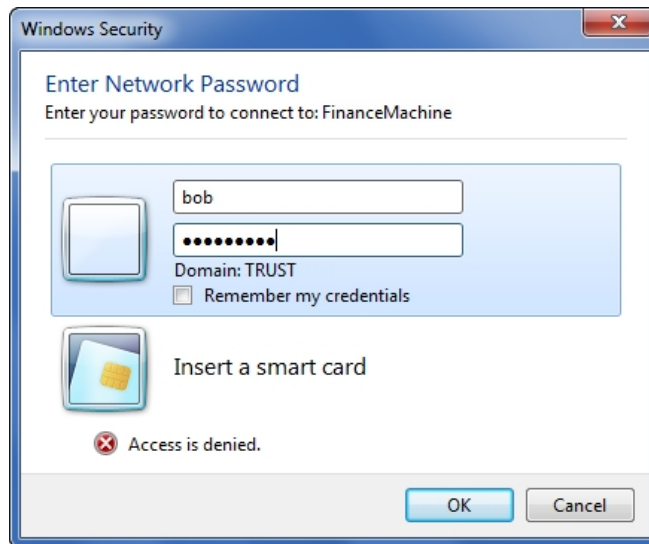 Windows Security
Enter Network Password
Enter your password to connect to: FinanceMachine
bob
●●●●●●●●●
Domain: TRUST
Remember my credentials
Insert a smart card
Access is denied.
OK
Cancel